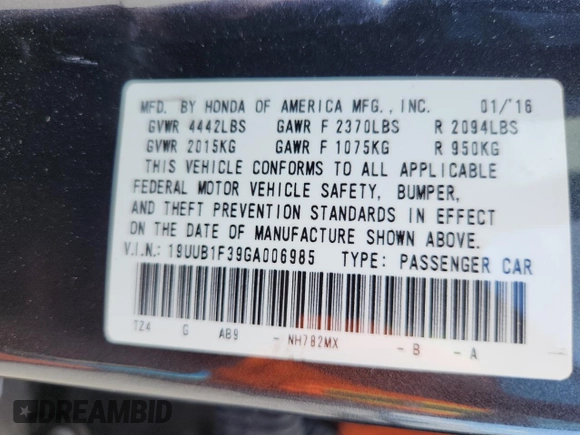 MFD. BY HONDA OF AMERICA MFG., INC. 01/'16
GVWR 4442LBS GAWR F 2370LBS R 2094LBS
GVWR 2015KG GAWR F 1075KG R 950KG
THIS VEHICLE CONFORMS TO ALL APPLICABLE
FEDERAL MOTOR VEHICLE SAFETY, BUMPER,
AND THEFT PREVENTION STANDARDS IN EFFECT
ON THE DATE OF MANUFACTURE SHOWN ABOVE.
V.I.N.: 19UUB1F39GA006985 TYPE: PASSENGER CAR
TZ4 G AB9 - NH782MX - B - A
DREAMBID